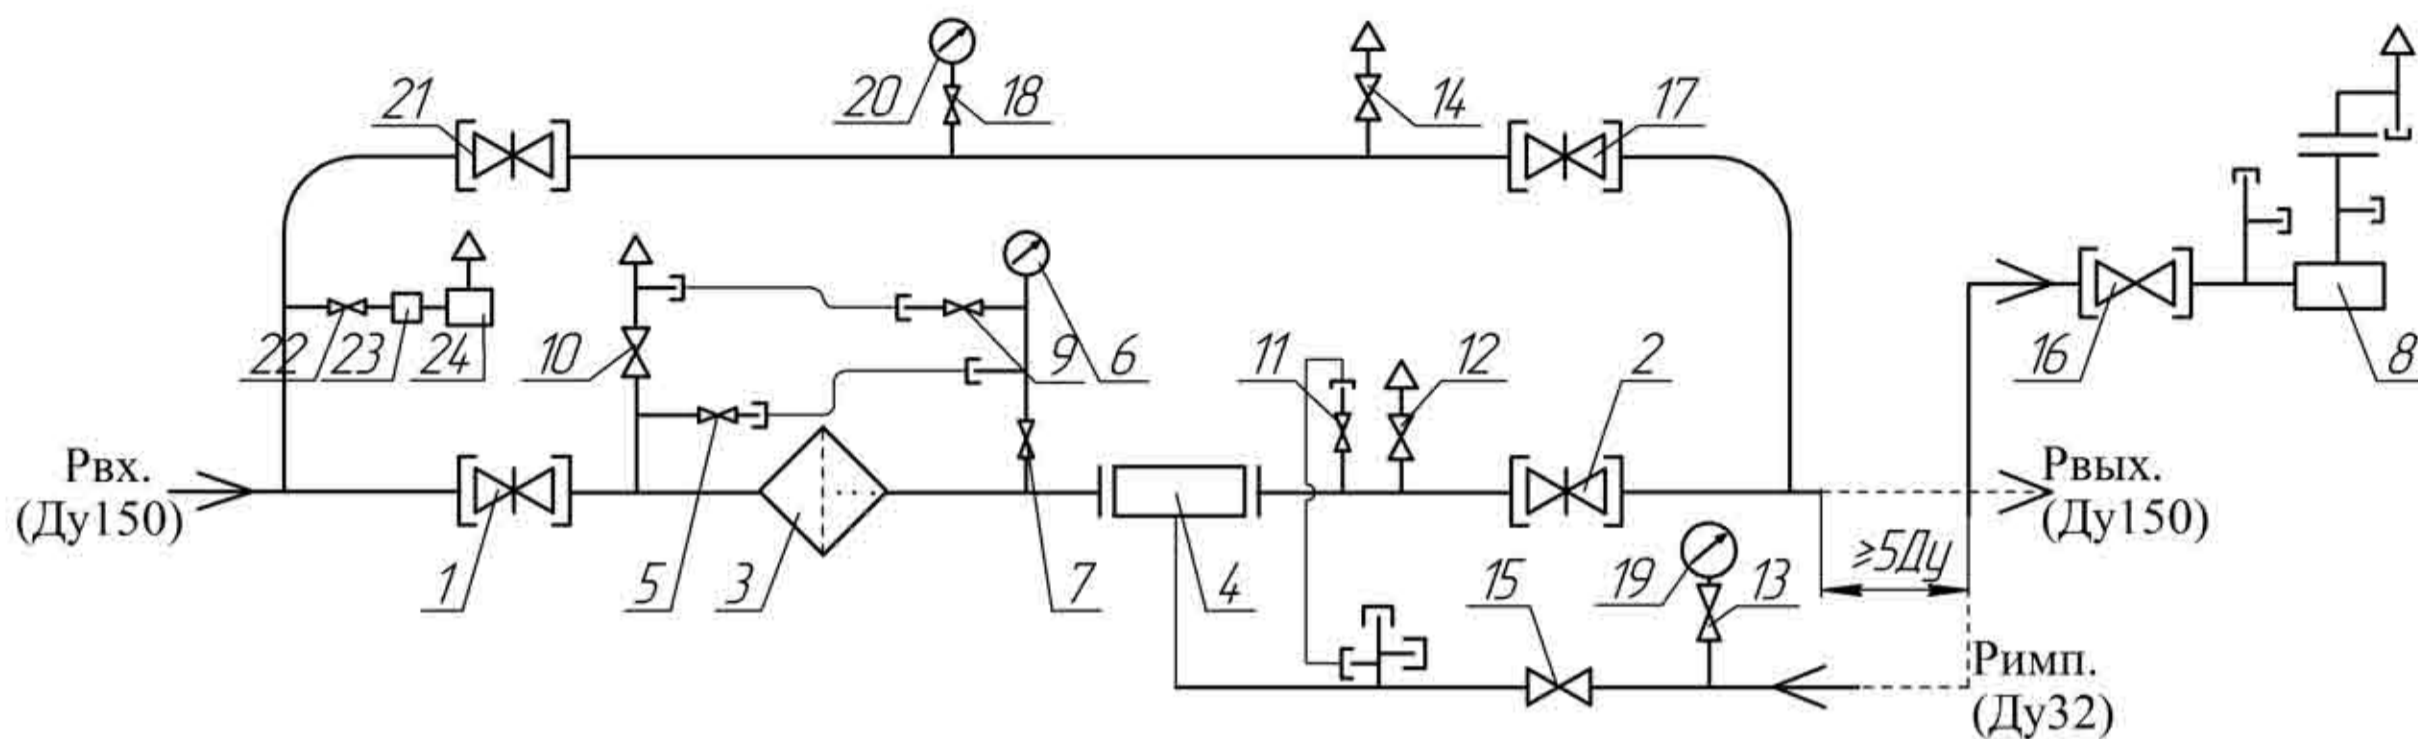 20 18 14
21 17
22 23 24 10 9 6 11 12 2 16 8
Рвх.
(Ду150)
Рвых.
(Ду150)
1 5 3 7 4 15 19 13 ≥5Ду
Римп.
(Ду32)